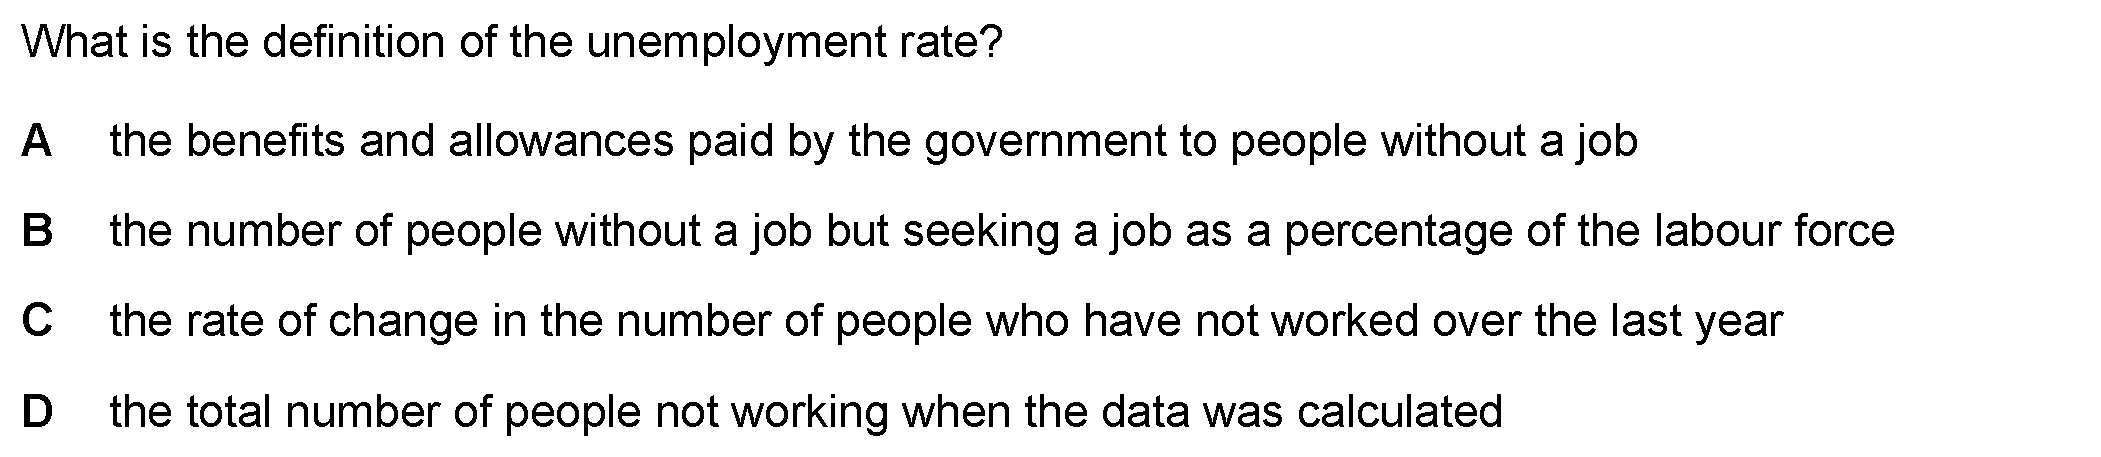 What is the definition of the unemployment rate?
A the benefits and allowances paid by the government to people without a job
B the number of people without a job but seeking a job as a percentage of the labour force
C the rate of change in the number of people who have not worked over the last year
D the total number of people not working when the data was calculated